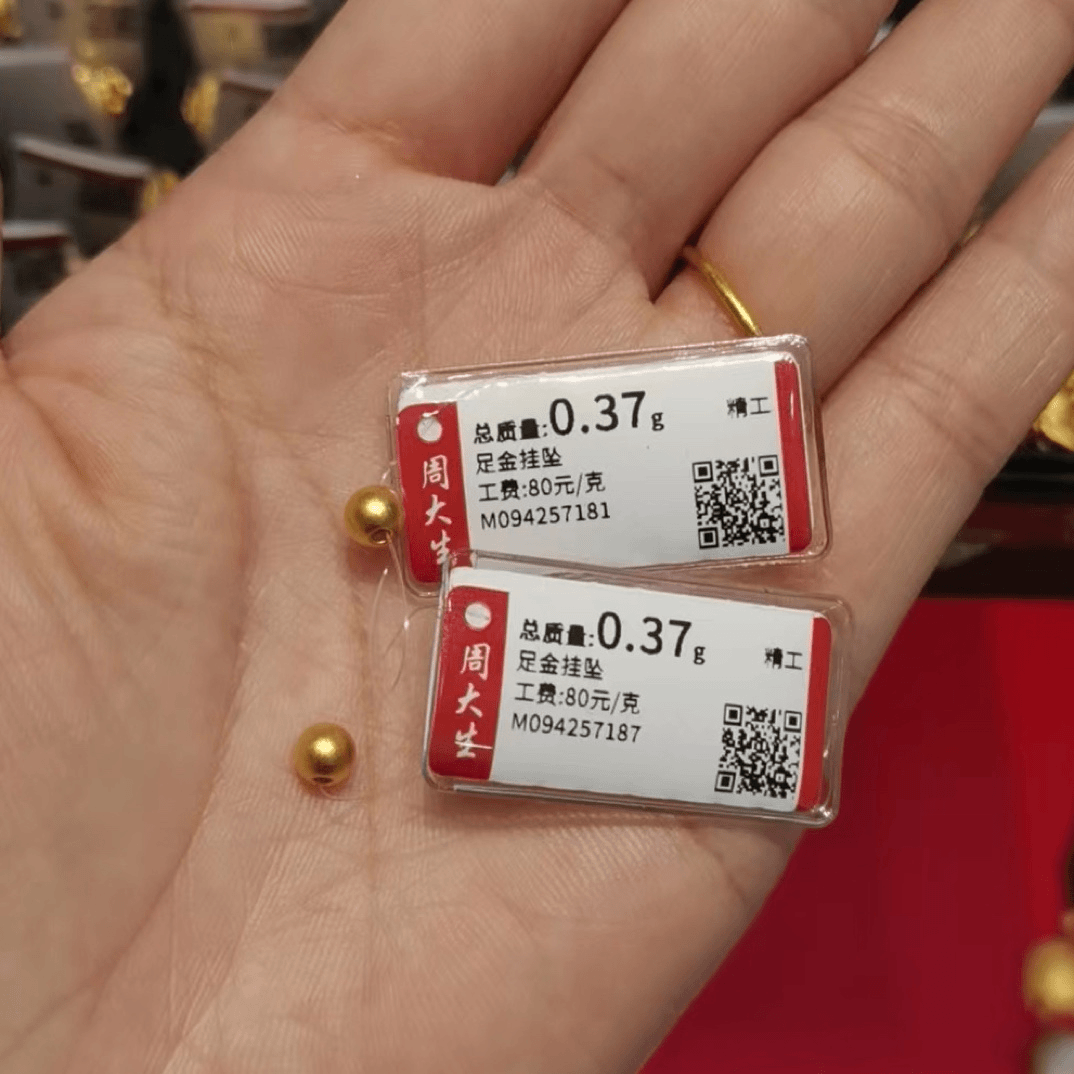 总质量:0.37g
精工
足金挂坠
工费:80元/克
M094257181
周大生
总质量:0.37g
精工
足金挂坠
工费:80元/克
M094257187
周大生